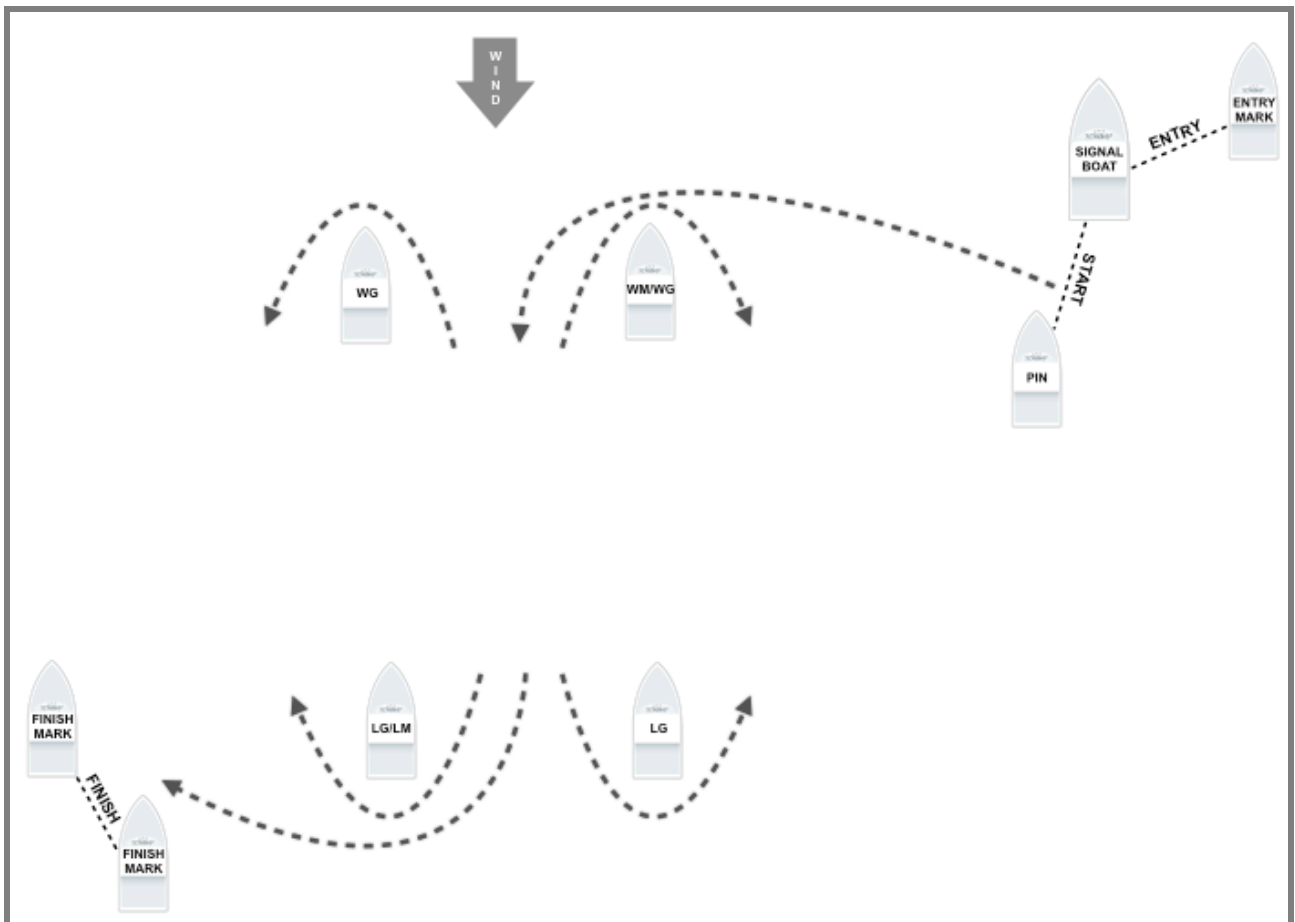 W
I
N
D
ENTRY
MARK
ENTRY
SIGNAL
BOAT
START
WG
WM/WG
PIN
FINISH
MARK
LG/LM
LG
FINISH
FINISH
MARK